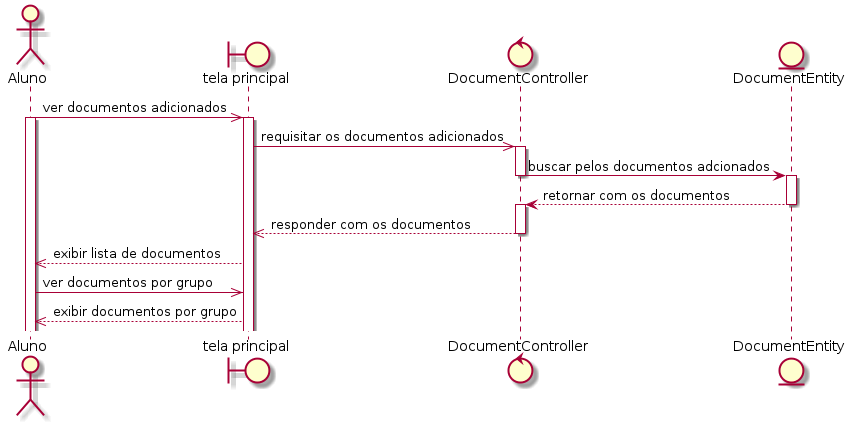 Aluno
tela principal
DocumentController
DocumentEntity
ver documentos adicionados
requisitar os documentos adicionados
buscar pelos documentos adcionados
retornar com os documentos
responder com os documentos
exibir lista de documentos
ver documentos por grupo
exibir documentos por grupo
Aluno
tela principal
DocumentController
DocumentEntity